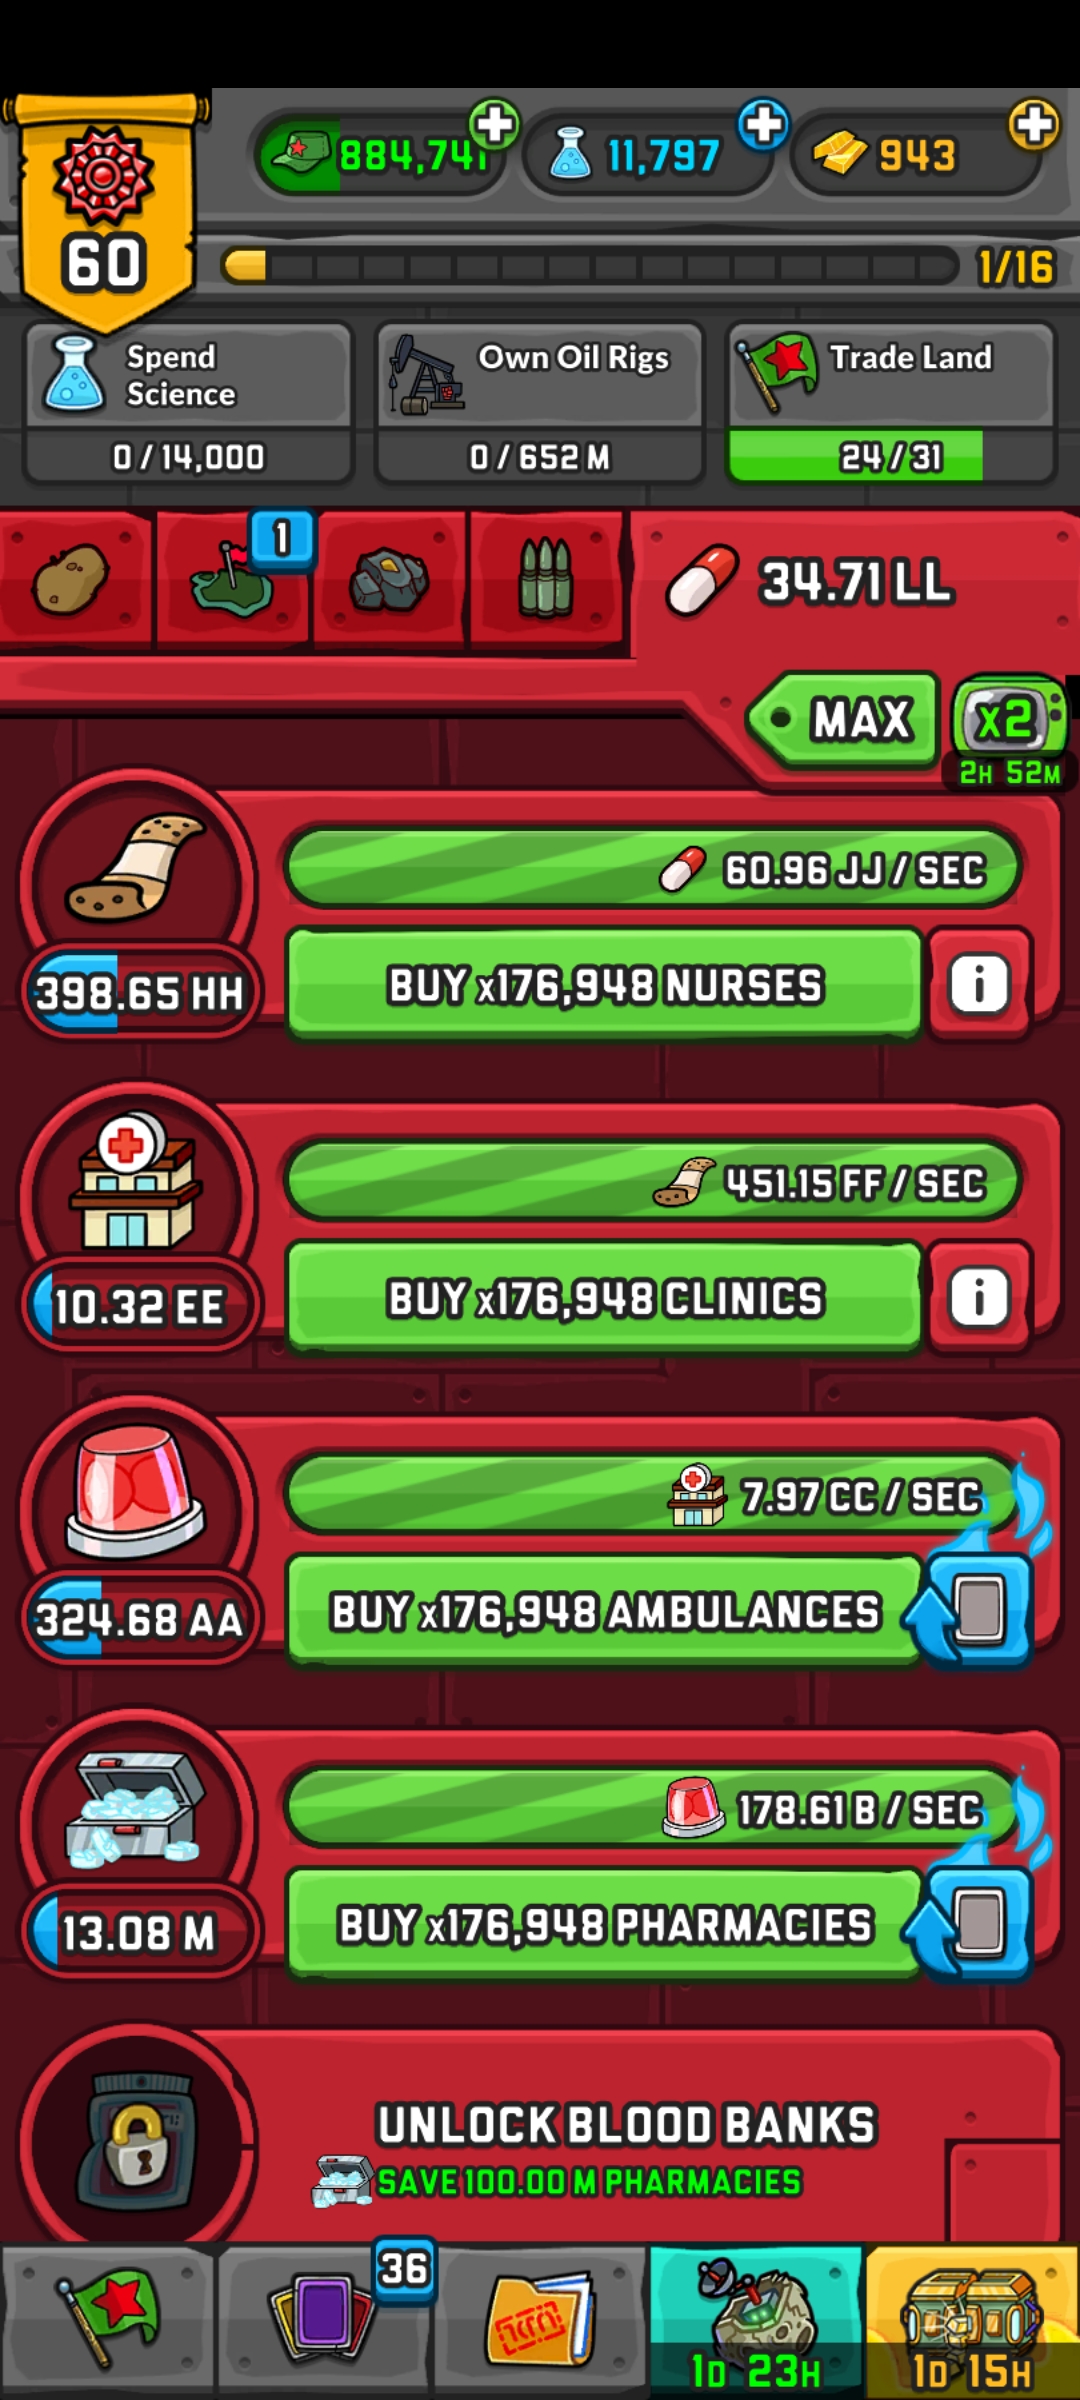 60
884,741
11,797
943
1/16
Spend
Science
0/14,000
Own Oil Rigs
0/652 M
Trade Land
24/31
1
34.71 LL
MAX
x2
2H 52M
60.96 JJ / SEC
398.65 HH
BUY x176,948 NURSES
i
451.15 FF / SEC
10.32 EE
BUY x176,948 CLINICS
i
7.97 CC / SEC
324.68 AA
BUY x176,948 AMBULANCES
178.61 B / SEC
13.08 M
BUY x176,948 PHARMACIES
UNLOCK BLOOD BANKS
SAVE 100.00 M PHARMACIES
36
1D 23H
1D 15H